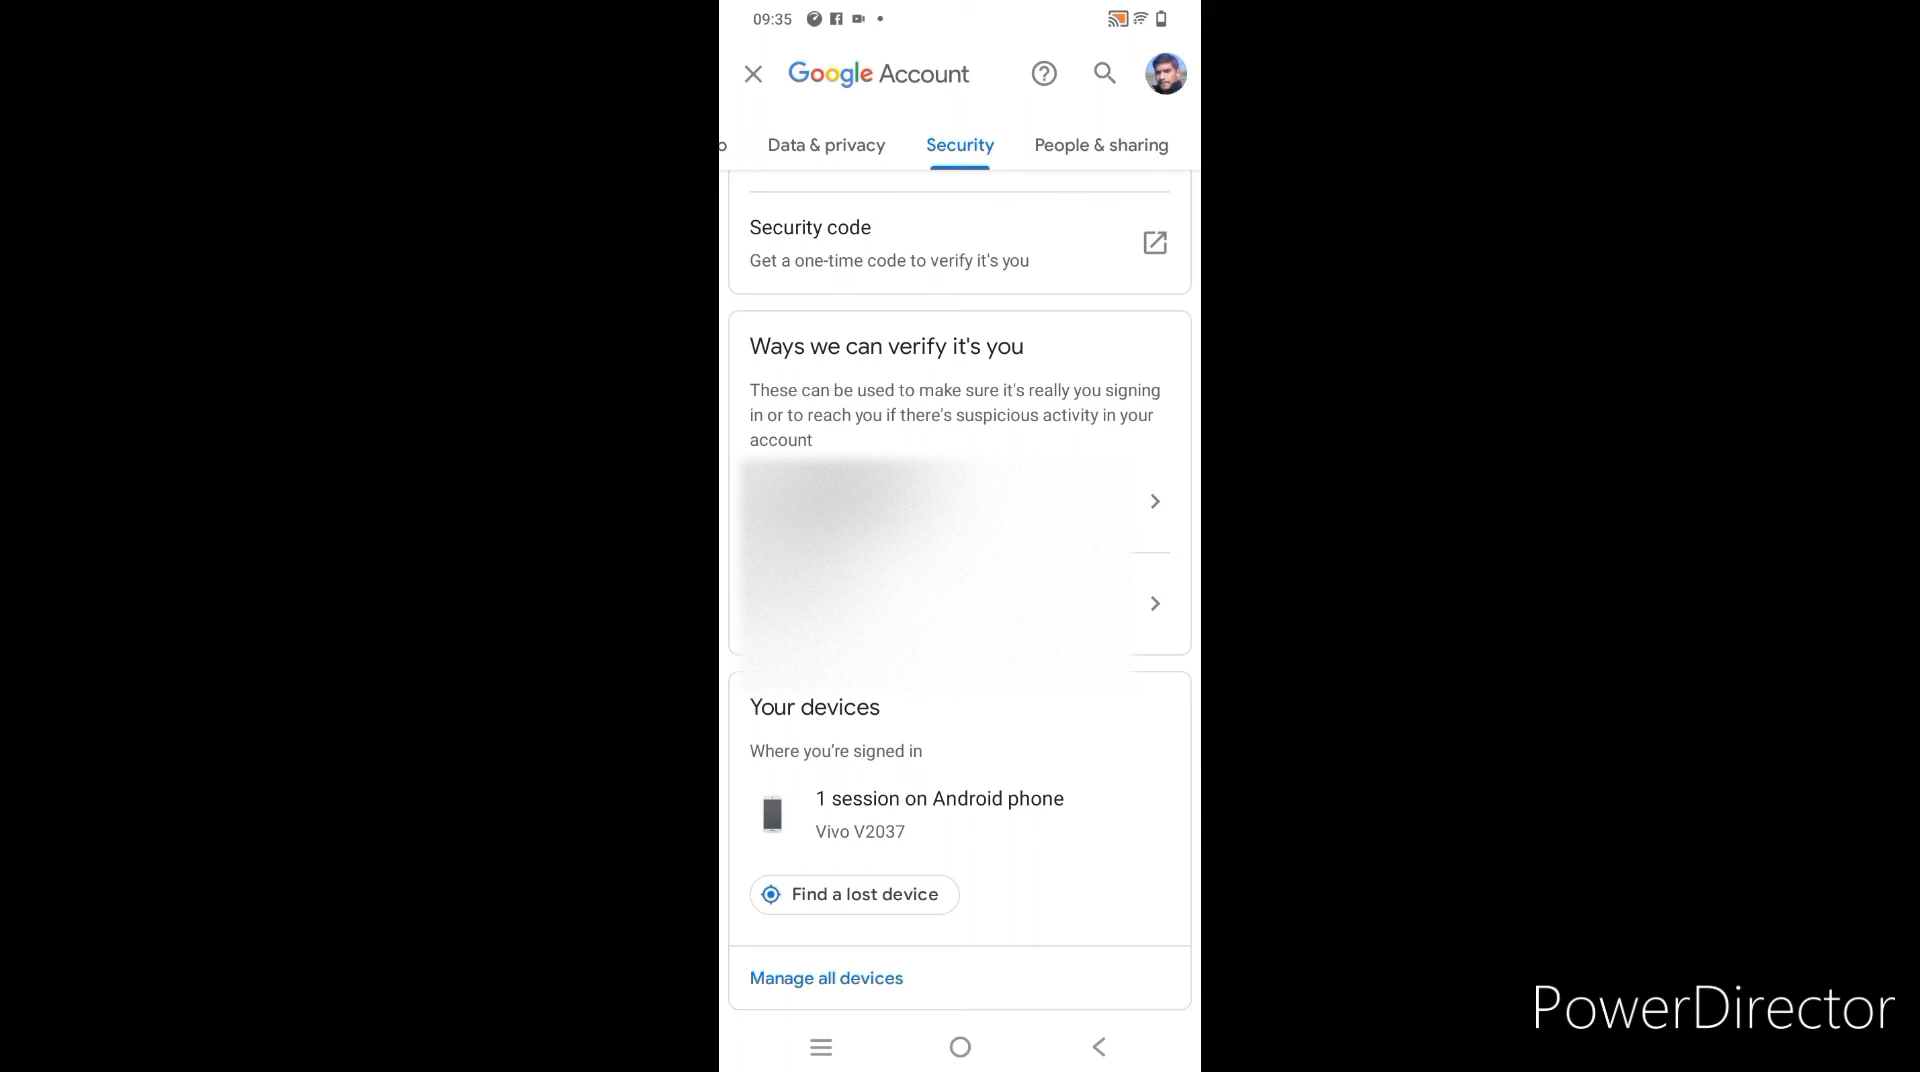 09:35
Google Account
o Data & privacy Security People & sharing
Security code
Get a one-time code to verify it's you
Ways we can verify it's you
These can be used to make sure it's really you signing
in or to reach you if there's suspicious activity in your
account
Your devices
Where you're signed in
1 session on Android phone
Vivo V2037
Find a lost device
Manage all devices
PowerDirector